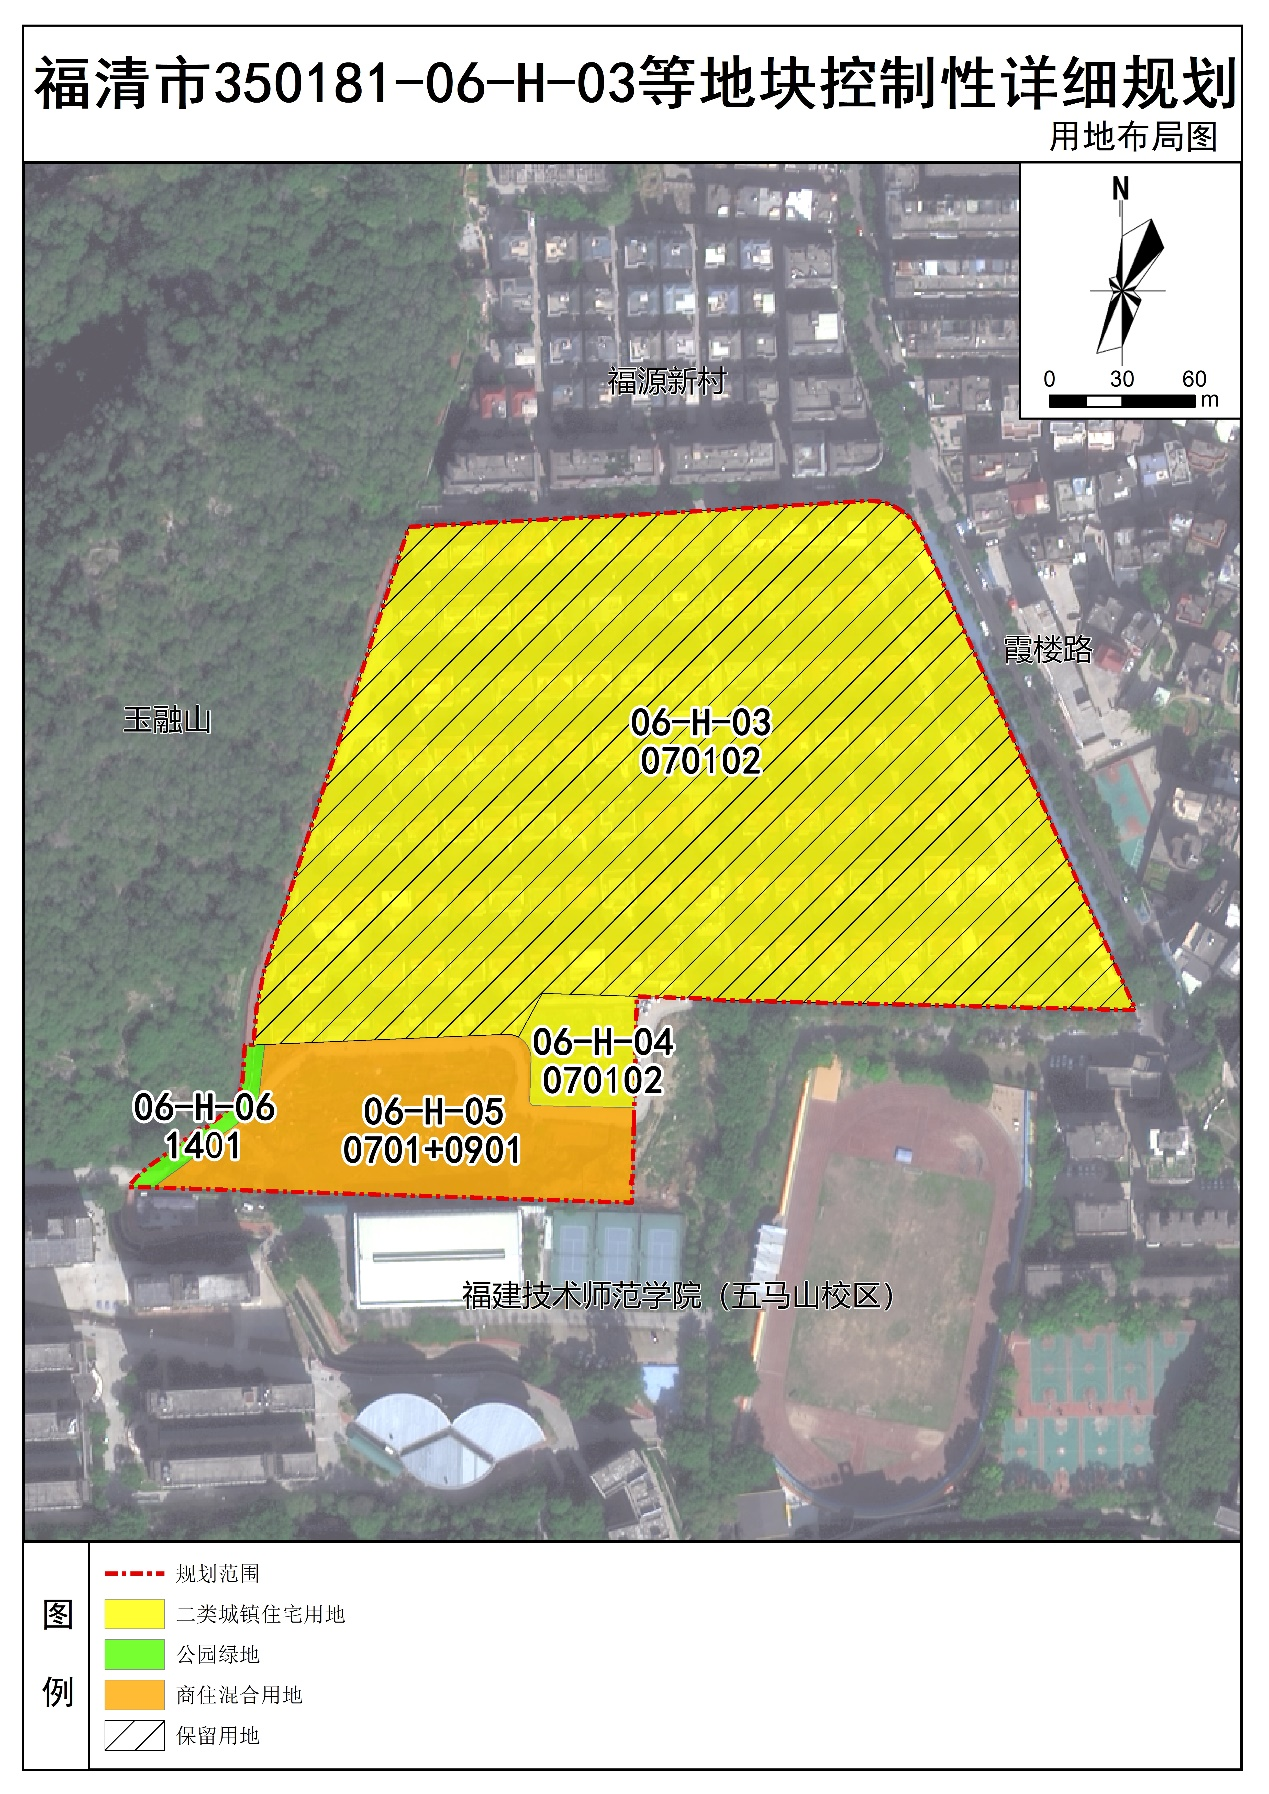 福清市350181-06-H-03等地块控制性详细规划
用地布局图
N
0 30 60
m
福源新村
霞楼路
玉融山
06-H-03
070102
06-H-04
070102
06-H-06
1401
06-H-05
0701+0901
福建技术师范学院（五马山校区）
图例
规划范围
二类城镇住宅用地
公园绿地
商住混合用地
保留用地